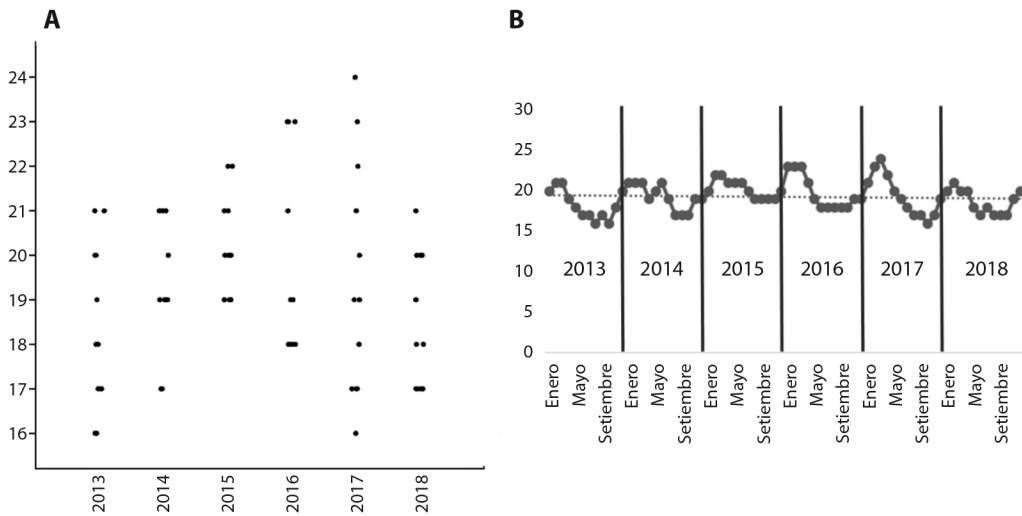 A
24
23
22
21
20
19
18
17
16
2013
2014
2015
2016
2017
2018
B
30
25
20
15
10
5
0
2013
2014
2015
2016
2017
2018
Enero
Mayo
Setiembre
Enero
Mayo
Setiembre
Enero
Mayo
Setiembre
Enero
Mayo
Setiembre
Enero
Mayo
Setiembre
Enero
Mayo
Setiembre